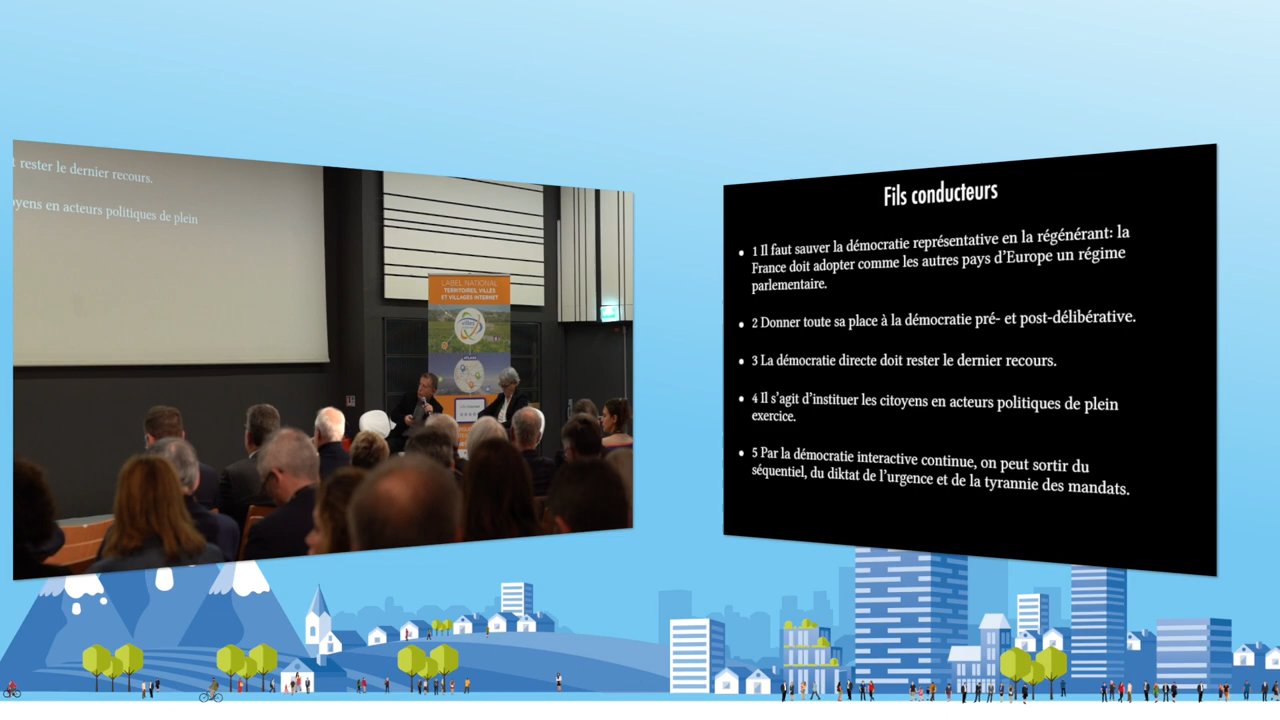 rester le dernier recours.
yens en acteurs politiques de plein
LABEL NATIONAL
TERRITOIRES, VILLES
ET VILLAGES INTERNET
villes
Fils conducteurs
• 1 Il faut sauver la démocratie représentative en la régénérant: la
France doit adopter comme les autres pays d'Europe un régime
parlementaire.
• 2 Donner toute sa place à la démocratie pré- et post-délibérative.
• 3 La démocratie directe doit rester le dernier recours.
• 4 Il s'agit d'instituer les citoyens en acteurs politiques de plein
exercice.
• 5 Par la démocratie interactive continue, on peut sortir du
séquentiel, du diktat de l'urgence et de la tyrannie des mandats.